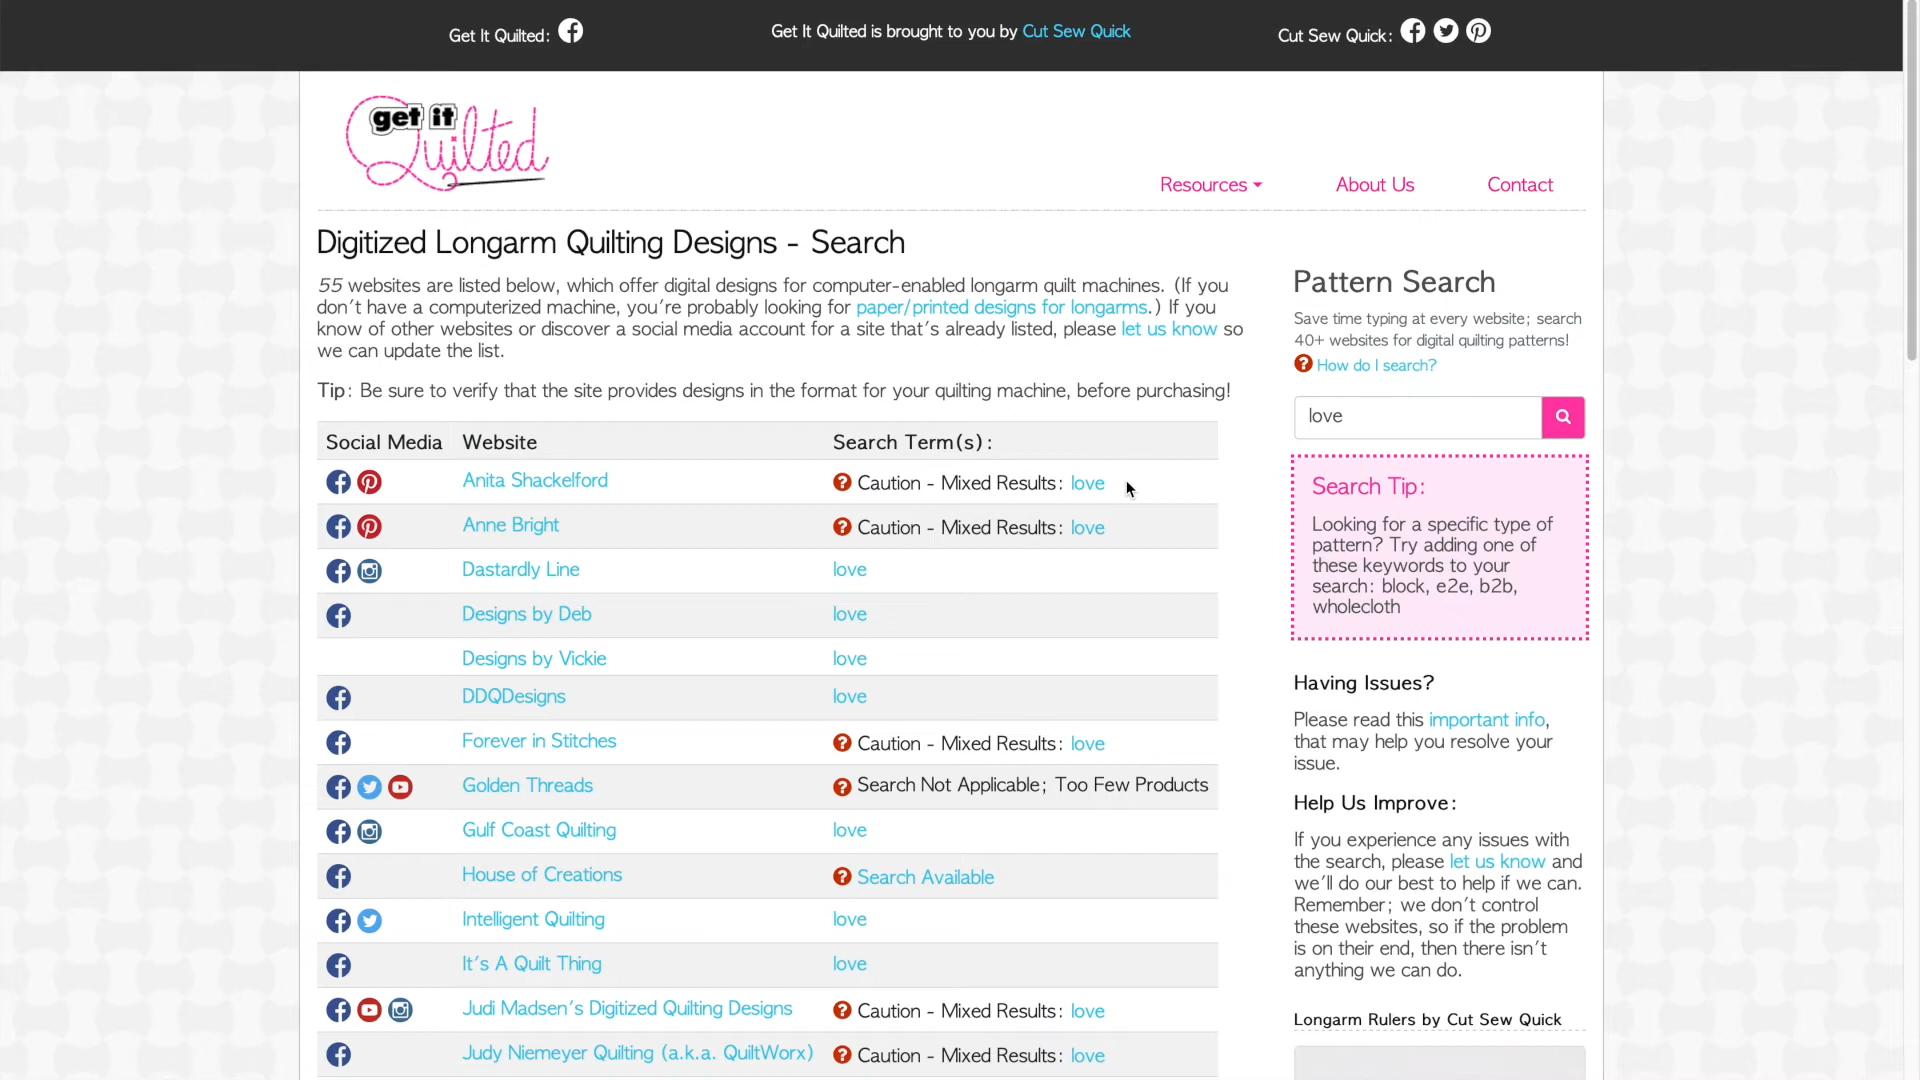 Get It Quilted:
Get It Quilted is brought to you by Cut Sew Quick
Cut Sew Quick:
get it
Quilted
Resources
About Us
Contact
Digitized Longarm Quilting Designs - Search
55 websites are listed below, which offer digital designs for computer-enabled longarm quilt machines. (If you
don't have a computerized machine, you're probably looking for paper/printed designs for longarms.) If you
know of other websites or discover a social media account for a site that's already listed, please let us know so
we can update the list.
Tip: Be sure to verify that the site provides designs in the format for your quilting machine, before purchasing!
Social Media Website Search Term(s):
Anita Shackelford Caution - Mixed Results: love
Anne Bright Caution - Mixed Results: love
Dastardly Line love
Designs by Deb love
Designs by Vickie love
DDQDesigns love
Forever in Stitches Caution - Mixed Results: love
Golden Threads Search Not Applicable; Too Few Products
Gulf Coast Quilting love
House of Creations Search Available
Intelligent Quilting love
It's A Quilt Thing love
Judi Madsen's Digitized Quilting Designs Caution - Mixed Results: love
Judy Niemeyer Quilting (a.k.a. QuiltWorx) Caution - Mixed Results: love
Pattern Search
Save time typing at every website; search
40+ websites for digital quilting patterns!
How do I search?
love
Search Tip:
Looking for a specific type of
pattern? Try adding one of
these keywords to your
search: block, e2e, b2b,
wholecloth
Having Issues?
Please read this important info,
that may help you resolve your
issue.
Help Us Improve:
If you experience any issues with
the search, please let us know and
we'll do our best to help if we can.
Remember; we don't control
these websites, so if the problem
is on their end, then there isn't
anything we can do.
Longarm Rulers by Cut Sew Quick